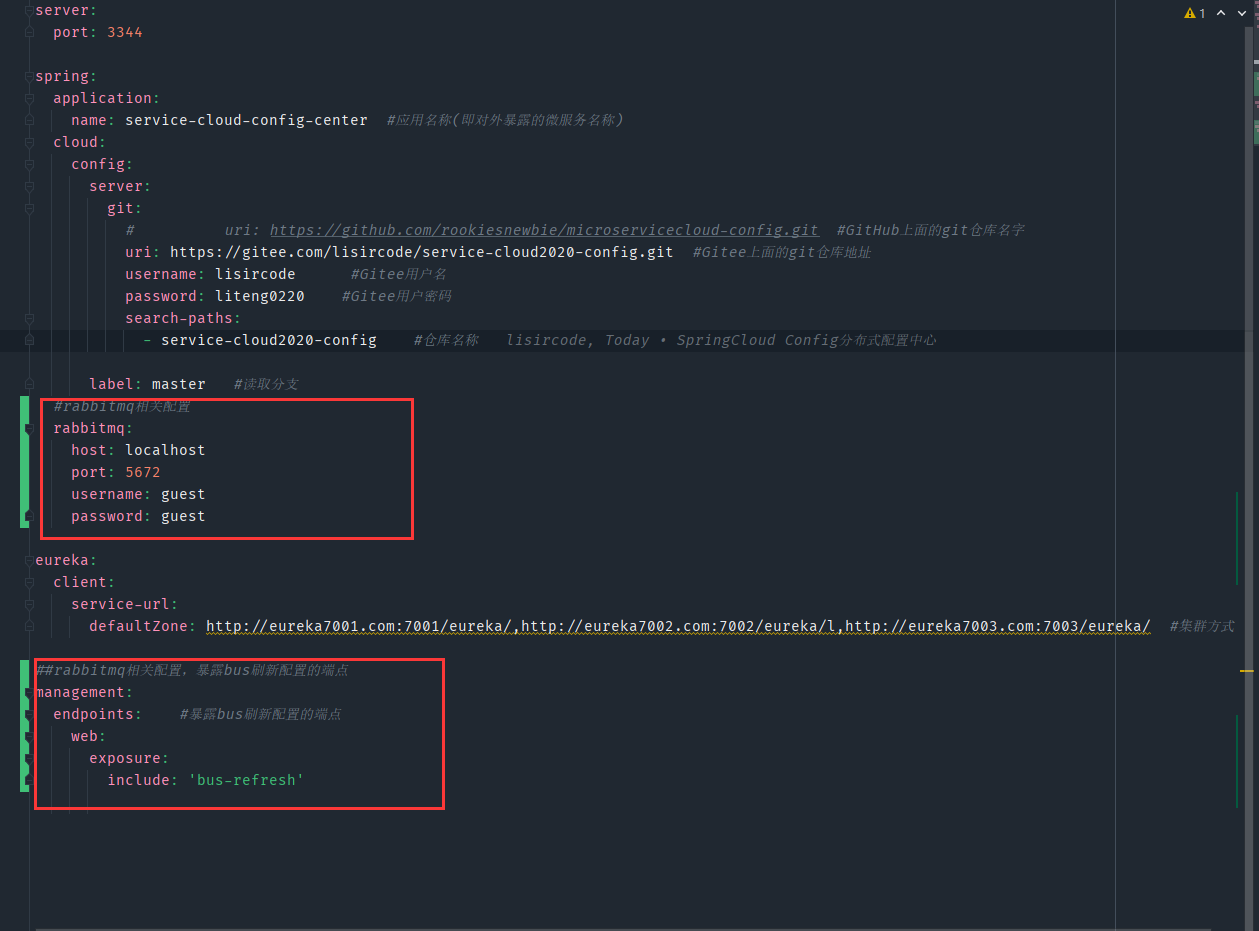 1
server:
port: 3344
spring:
application:
name: service-cloud-config-center #应用名称(即对外暴露的微服务名称)
cloud:
config:
server:
git:
# uri: https://github.com/rookiesnewbie/microservicecloud-config.git #GitHub上面的git仓库名字
uri: https://gitee.com/lisircode/service-cloud2020-config.git #Gitee上面的git仓库地址
username: lisircode #Gitee用户名
password: liteng0220 #Gitee用户密码
search-paths:
- service-cloud2020-config #仓库名称 lisircode, Today • SpringCloud Config分布式配置中心
label: master #读取分支
#rabbitmq相关配置
rabbitmq:
host: localhost
port: 5672
username: guest
password: guest
eureka:
client:
service-url:
defaultZone: http://eureka7001.com:7001/eureka/,http://eureka7002.com:7002/eureka/l,http://eureka7003.com:7003/eureka/ #集群方式
##rabbitmq相关配置，暴露bus刷新配置的端点
management:
endpoints: #暴露bus刷新配置的端点
web:
exposure:
include: 'bus-refresh'